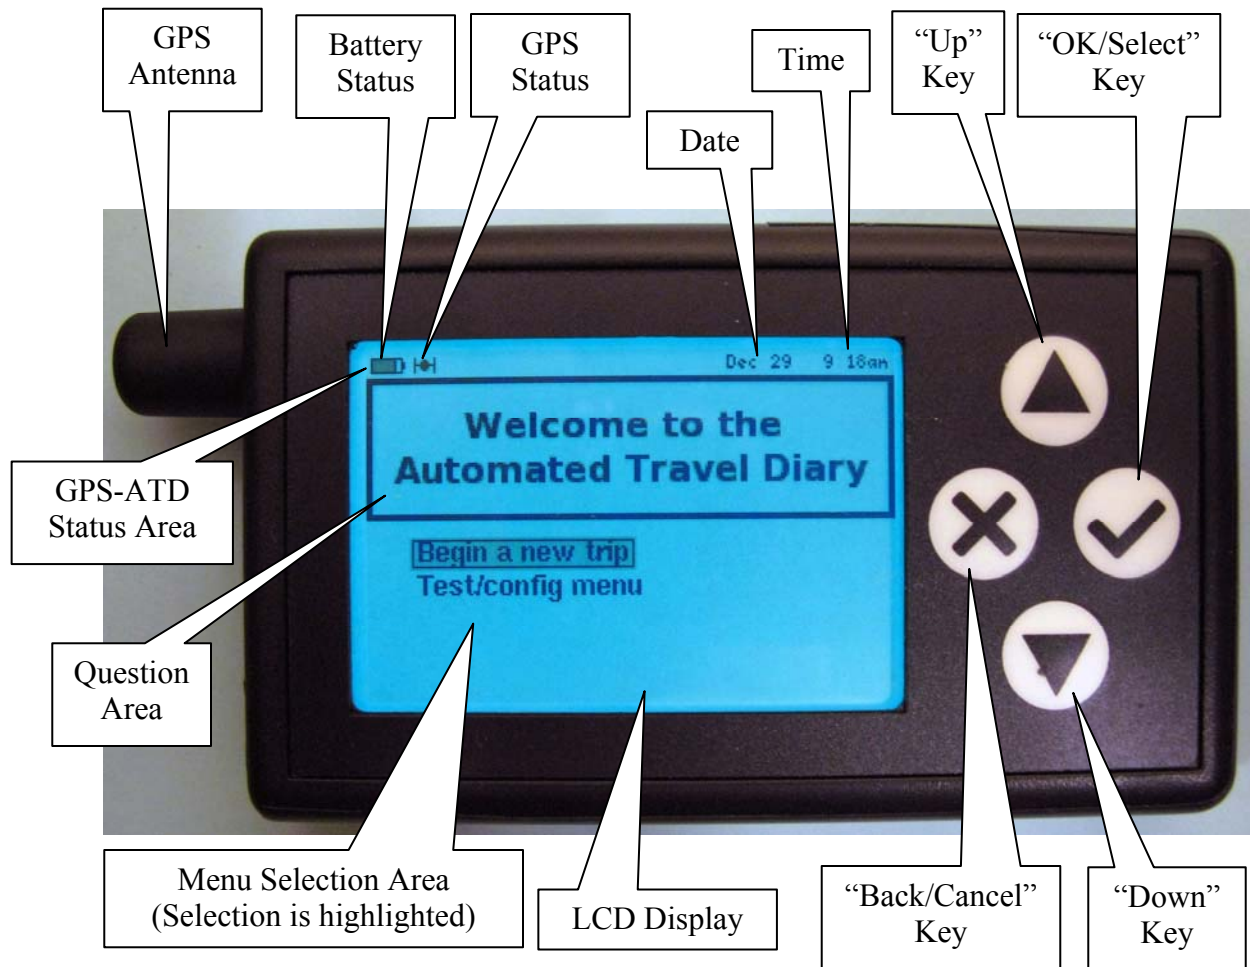 GPS
Antenna
Battery
Status
GPS
Status
Date
Time
“Up”
Key
“OK/Select”
Key
Dec 29 9 18am
Welcome to the
Automated Travel Diary
Begin a new trip
Test/config menu
GPS-ATD
Status Area
Question
Area
Menu Selection Area
(Selection is highlighted)
LCD Display
“Back/Cancel”
Key
“Down”
Key